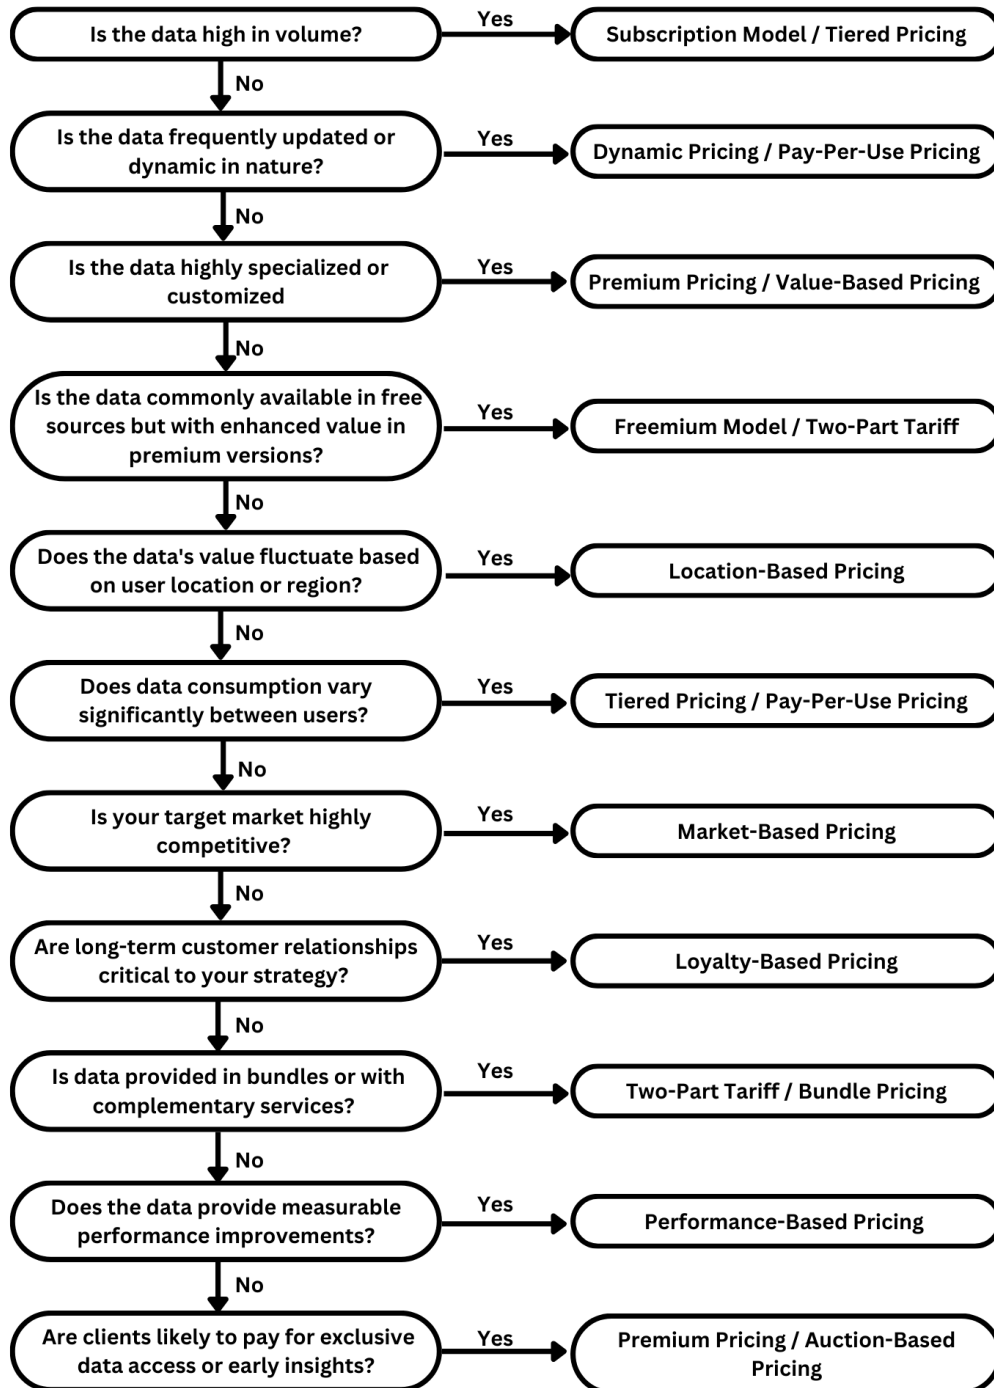 Is the data high in volume?
Yes
Subscription Model / Tiered Pricing
No
Is the data frequently updated or
dynamic in nature?
Yes
Dynamic Pricing / Pay-Per-Use Pricing
No
Is the data highly specialized or
customized
Yes
Premium Pricing / Value-Based Pricing
No
Is the data commonly available in free
sources but with enhanced value in
premium versions?
Yes
Freemium Model / Two-Part Tariff
No
Does the data's value fluctuate based
on user location or region?
Yes
Location-Based Pricing
No
Does data consumption vary
significantly between users?
Yes
Tiered Pricing / Pay-Per-Use Pricing
No
Is your target market highly
competitive?
Yes
Market-Based Pricing
No
Are long-term customer relationships
critical to your strategy?
Yes
Loyalty-Based Pricing
No
Is data provided in bundles or with
complementary services?
Yes
Two-Part Tariff / Bundle Pricing
No
Does the data provide measurable
performance improvements?
Yes
Performance-Based Pricing
No
Are clients likely to pay for exclusive
data access or early insights?
Yes
Premium Pricing / Auction-Based
Pricing